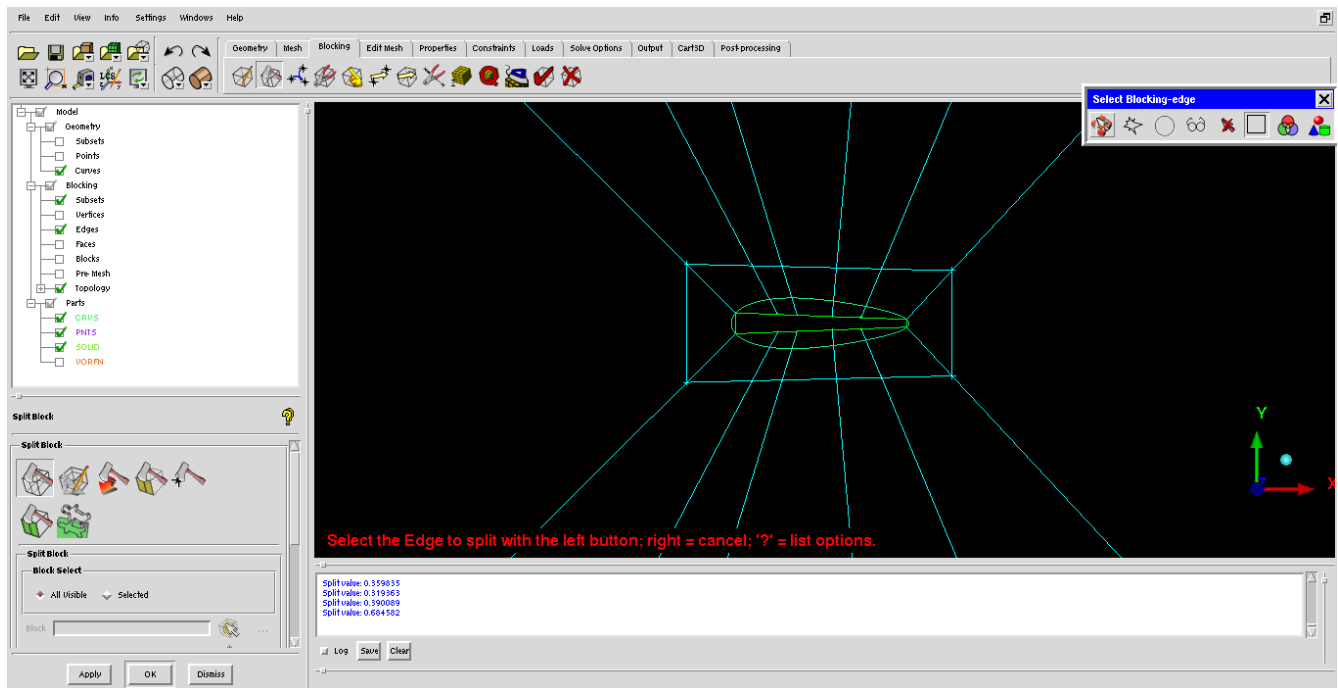 File Edit View Info Settings Windows Help
Geometry Mesh Blocking Edit Mesh Properties Constraints Loads Solve Options Output Cart3D Post-processing
LCS
Select Blocking-edge
Model
Geometry
Subsets
Points
Curves
Blocking
Subsets
Vertices
Edges
Faces
Blocks
Pre-Mesh
Topology
Parts
CRVS
PNTS
SOLID
VORFN
Split Block
Split Block
Split Block
Block Select
All Visible Selected
Block ...
Apply OK Dismiss
Y
Z X
Select the Edge to split with the left button; right = cancel; '?' = list options.
Split value: 0.359835
Split value: 0.319363
Split value: 0.390089
Split value: 0.684582
Log Save Clear